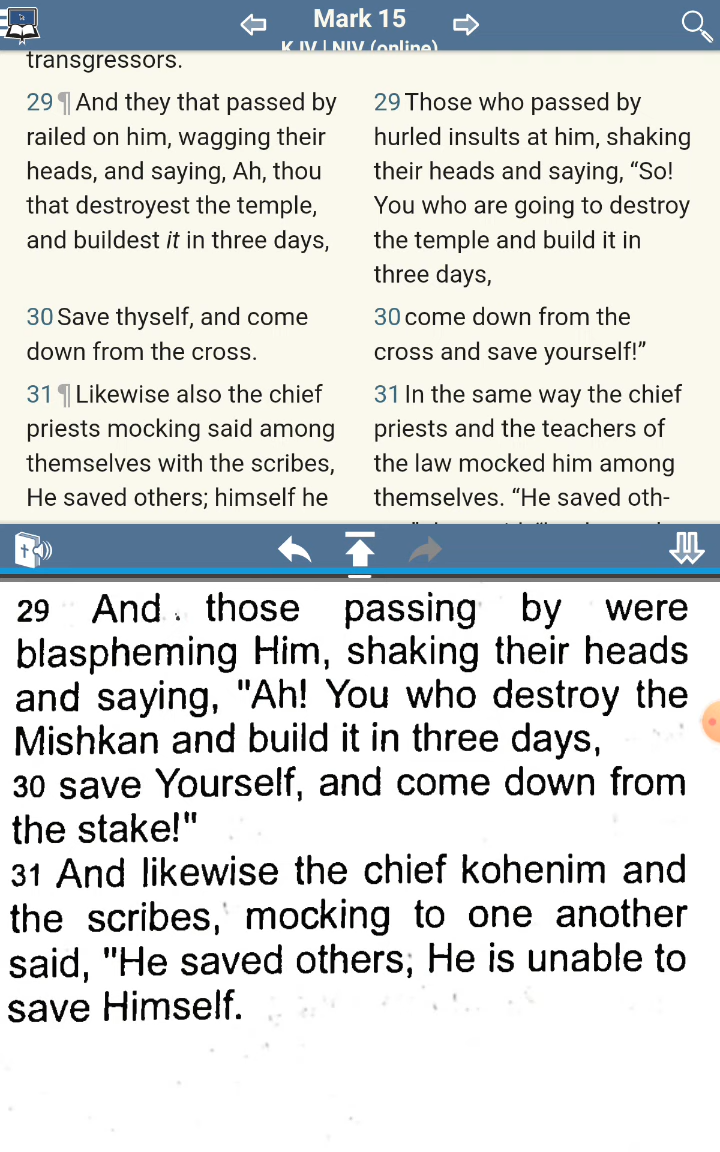 Mark 15
KJV | NIV (online)
transgressors.
29 ¶ And they that passed by
railed on him, wagging their
heads, and saying, Ah, thou
that destroyest the temple,
and buildest it in three days,
30 Save thyself, and come
down from the cross.
31 ¶ Likewise also the chief
priests mocking said among
themselves with the scribes,
He saved others; himself he
29 Those who passed by
hurled insults at him, shaking
their heads and saying, “So!
You who are going to destroy
the temple and build it in
three days,
30 come down from the
cross and save yourself!”
31 In the same way the chief
priests and the teachers of
the law mocked him among
themselves. “He saved oth-
29 And those passing by were
blaspheming Him, shaking their heads
and saying, "Ah! You who destroy the
Mishkan and build it in three days,
30 save Yourself, and come down from
the stake!"
31 And likewise the chief kohenim and
the scribes, mocking to one another
said, "He saved others; He is unable to
save Himself.